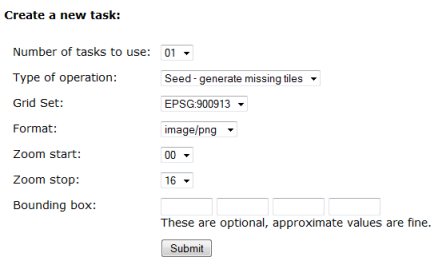 Create a new task:
Number of tasks to use: 01
Type of operation: Seed - generate missing tiles
Grid Set: EPSG:900913
Format: image/png
Zoom start: 00
Zoom stop: 16
Bounding box:
These are optional, approximate values are fine.
Submit